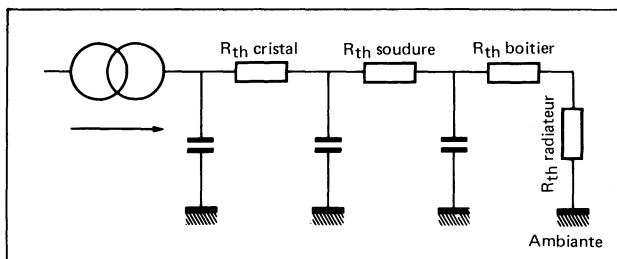 Rth cristal
Rth soudure
Rth boitier
Rth radiateur
Ambiante